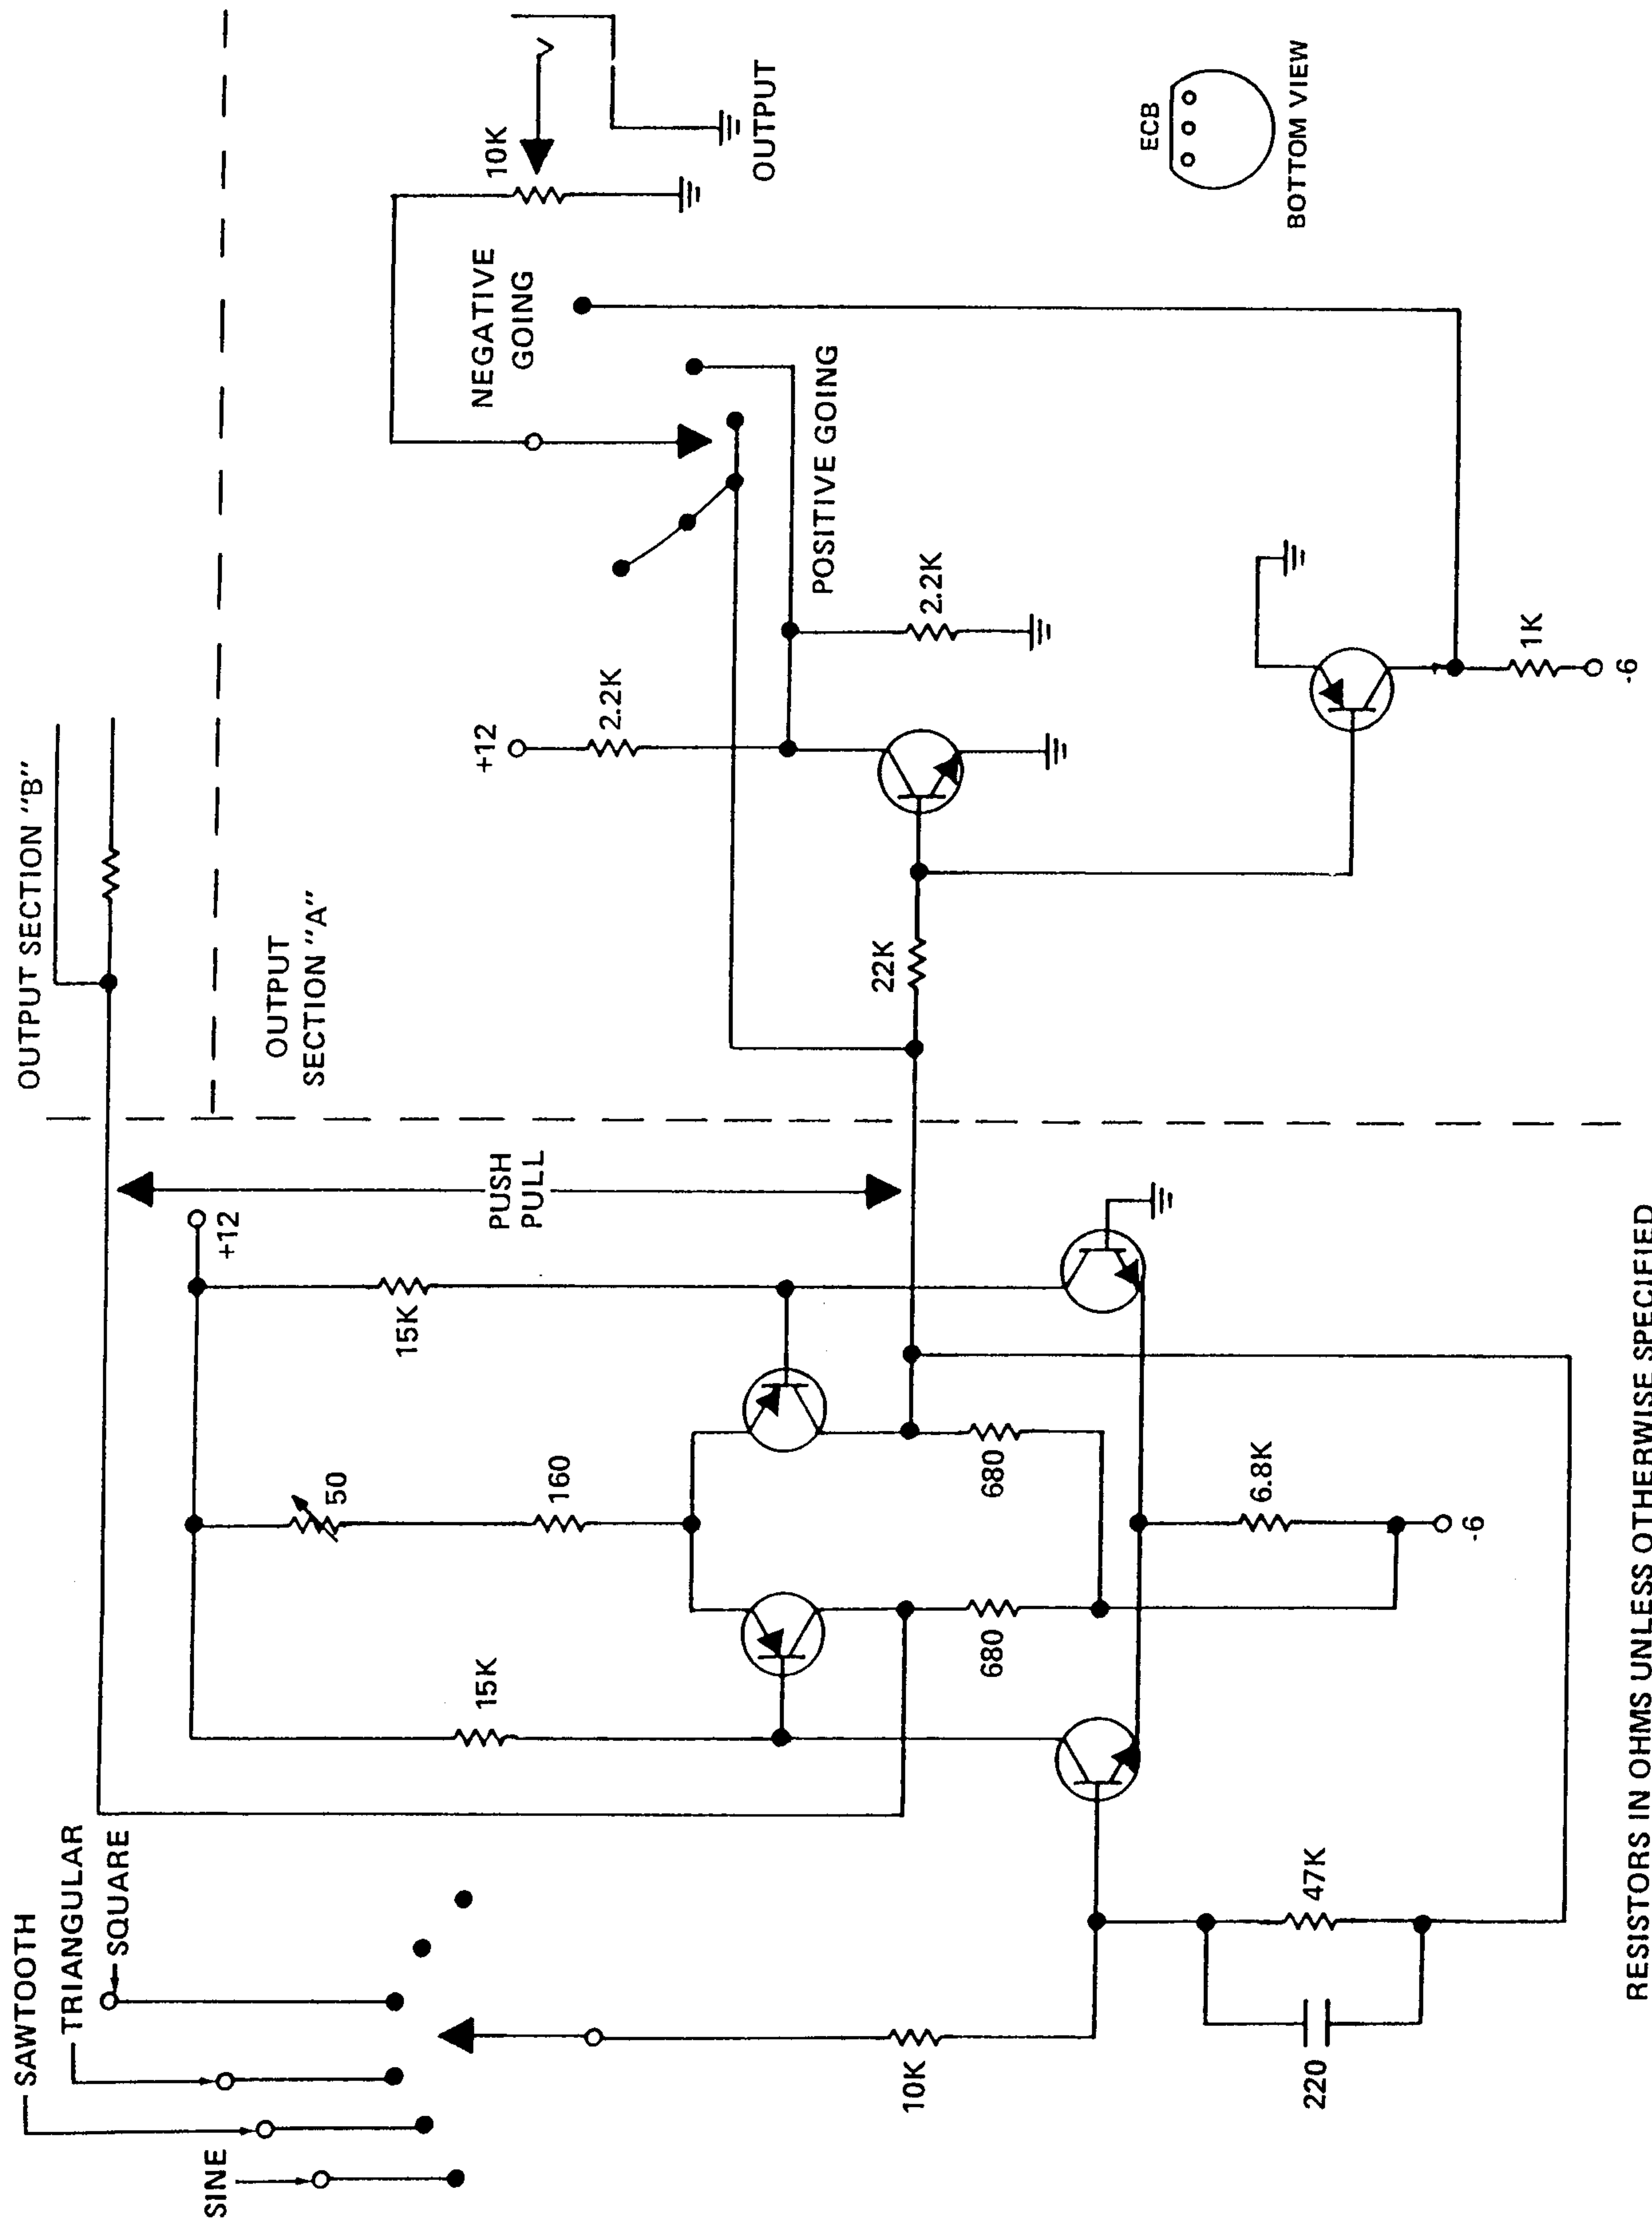 SAWTOOTH
TRIANGULAR
SQUARE
SINE
10K
220
47K
15K
680
680
50
160
6.8K
-6
15K
+12
PUSH
PULL
OUTPUT SECTION "B"
OUTPUT
SECTION "A"
22K
+12
2.2K
2.2K
POSITIVE GOING
NEGATIVE
GOING
1K
-6
10K
OUTPUT
ECB
BOTTOM VIEW
RESISTORS IN OHMS UNLESS OTHERWISE SPECIFIED